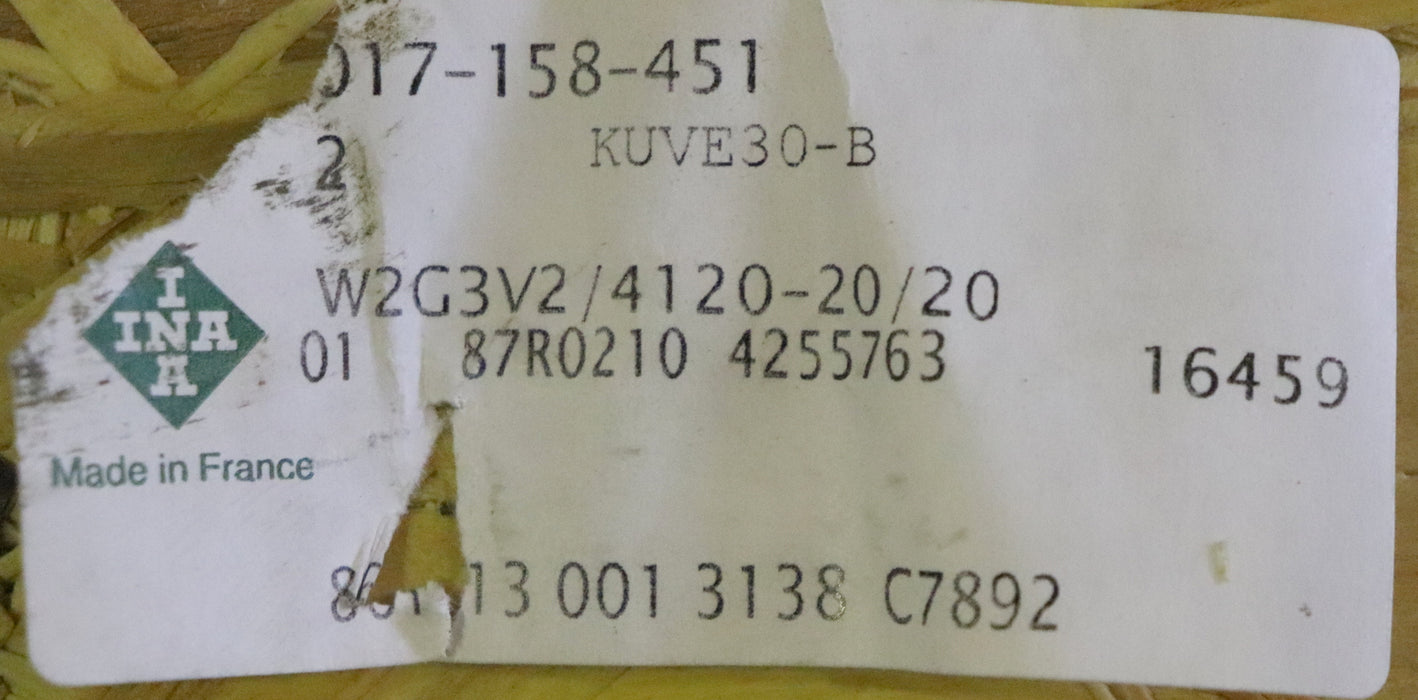 017-158-451
2 KUVE30-B
INA
W2G3V2/4120-20/20
01 87R0210 4255763 16459
Made in France
13 001 3138 C7892